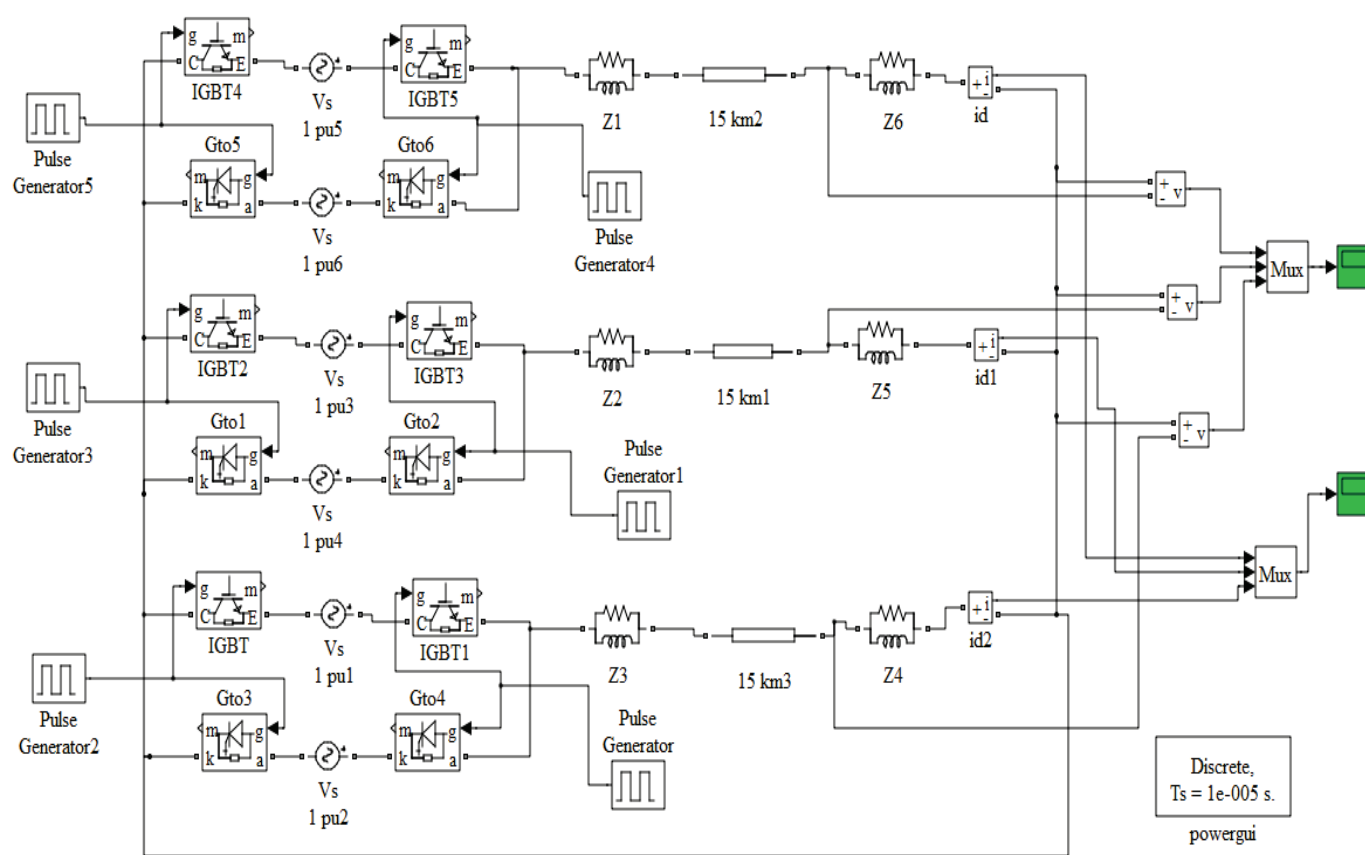 g m
C E
IGBT4
Vs
1 pu5
g m
C E
IGBT5
Z1
15 km2
Z6
+ i
-
id
Pulse
Generator5
Gto5
m g
k a
Vs
1 pu6
Gto6
m g
k a
Pulse
Generator4
+
- v
g m
C E
IGBT2
Vs
1 pu3
g m
C E
IGBT3
Z2
15 km1
Z5
+ i
-
id1
+
- v
Mux
Pulse
Generator3
Gto1
m g
k a
Vs
1 pu4
Gto2
m g
k a
Pulse
Generator1
+
- v
g m
C E
IGBT
Vs
1 pu1
g m
C E
IGBT1
Z3
15 km3
Z4
+ i
-
id2
Mux
Pulse
Generator2
Gto3
m g
k a
Vs
1 pu2
Gto4
m g
k a
Pulse
Generator
Discrete,
Ts = 1e-005 s.
powergui